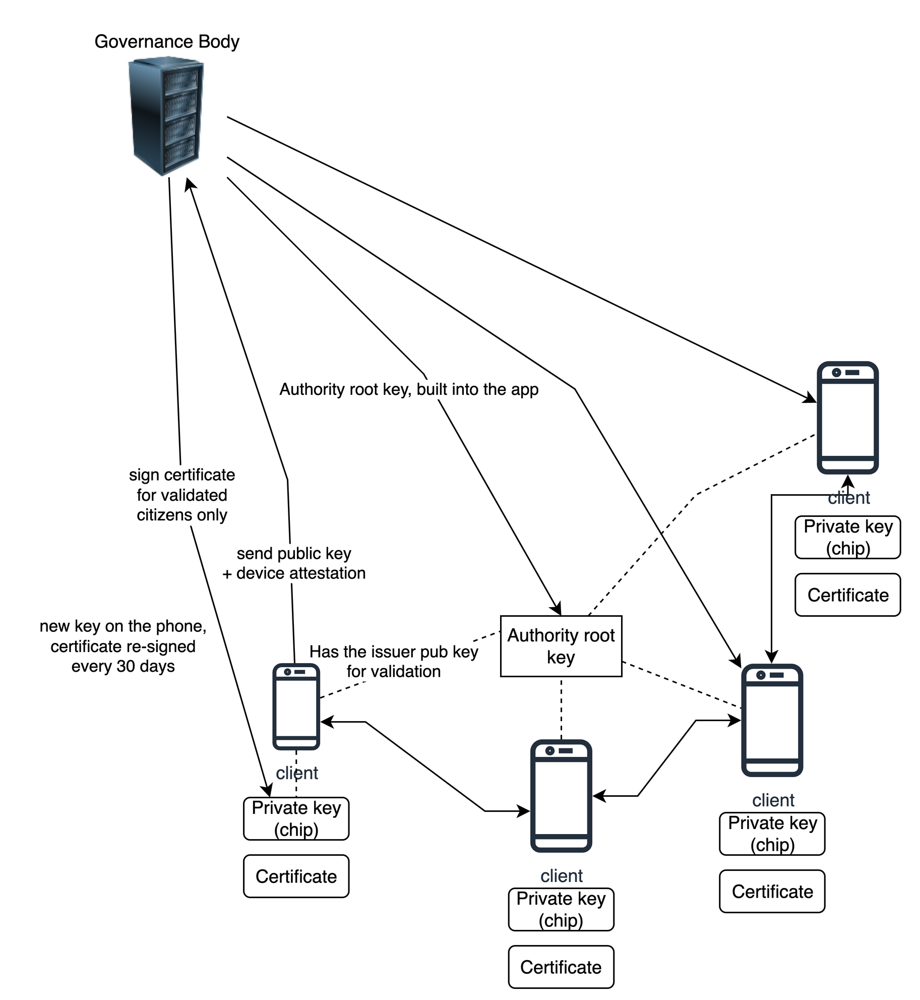 Governance Body
Authority root key, built into the app
sign certificate
for validated
citizens only
client
Private key
(chip)
send public key
+ device attestation
Certificate
new key on the phone,
certificate re-signed
every 30 days
Has the issuer pub key
for validation
Authority root
key
client
Private key
(chip)
Certificate
client
Private key
(chip)
Certificate
client
Private key
(chip)
Certificate